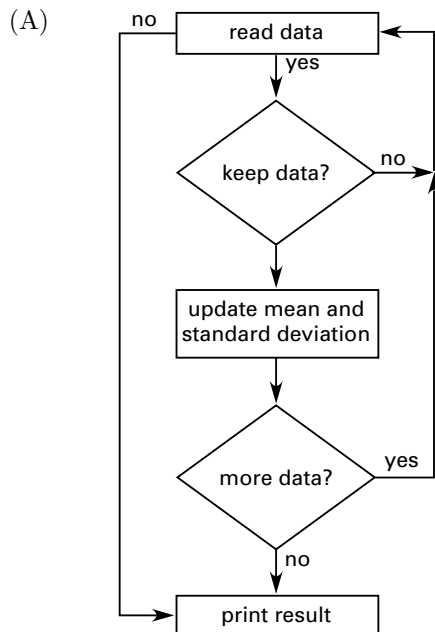 (A)
no
read data
yes
keep data?
no
update mean and
standard deviation
more data?
yes
no
print result